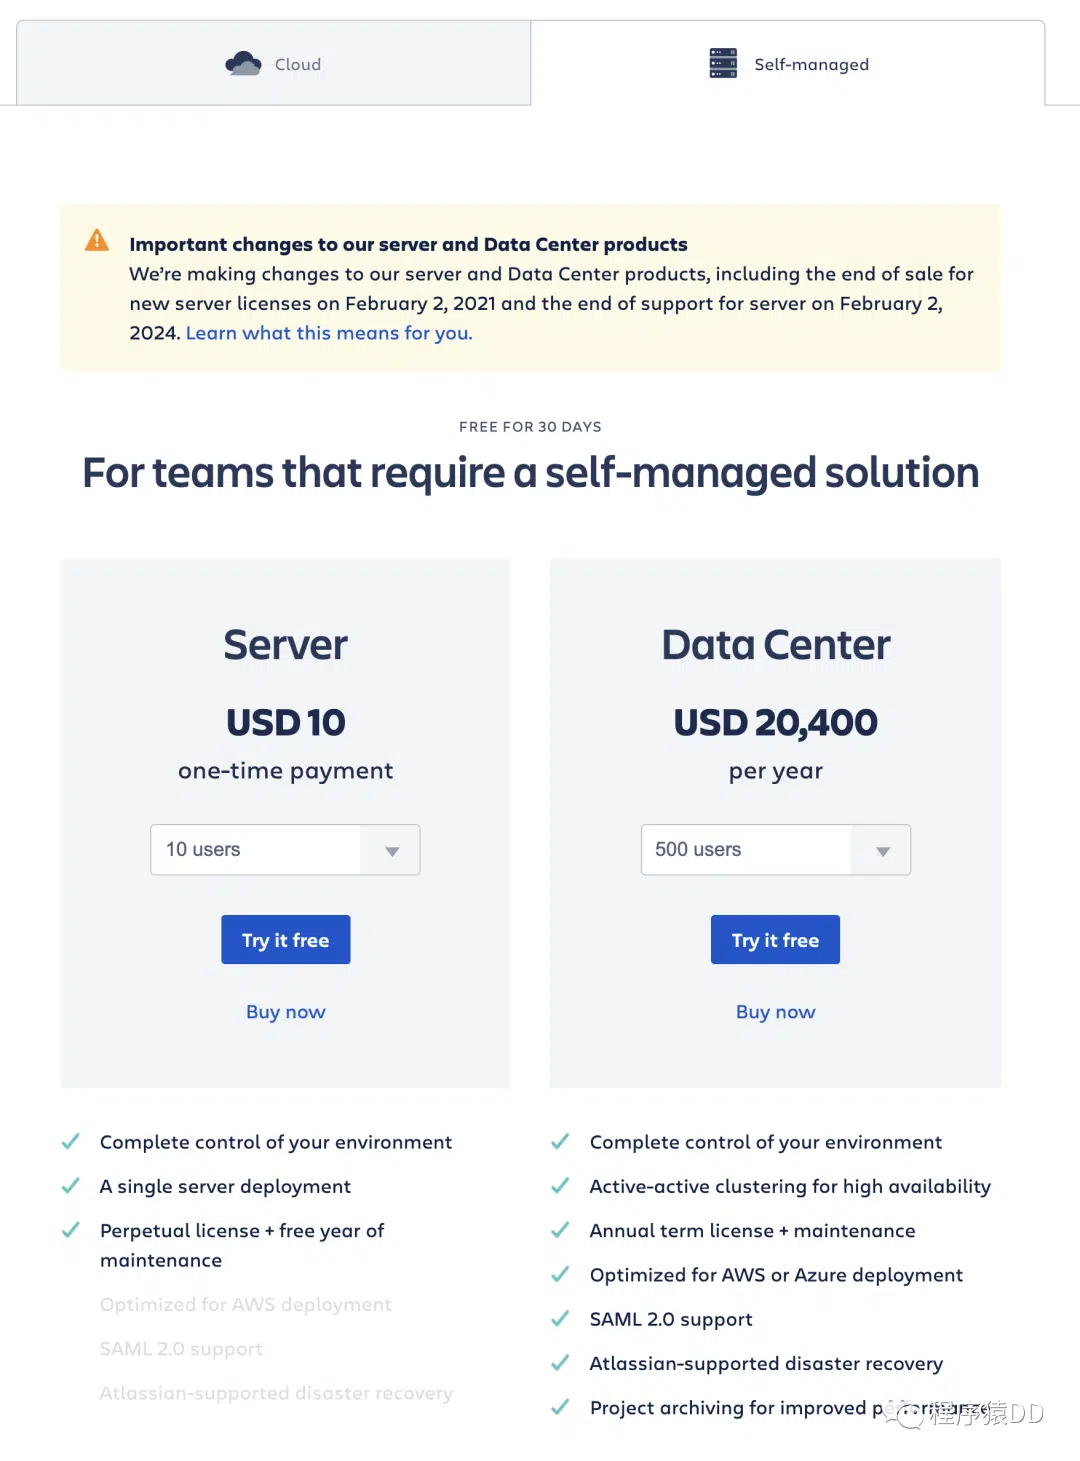 Cloud
Self-managed
Important changes to our server and Data Center products
We’re making changes to our server and Data Center products, including the end of sale for
new server licenses on February 2, 2021 and the end of support for server on February 2,
2024. Learn what this means for you.
FREE FOR 30 DAYS
For teams that require a self-managed solution
Server
USD 10
one-time payment
10 users
Try it free
Buy now
Complete control of your environment
A single server deployment
Perpetual license + free year of
maintenance
Optimized for AWS deployment
SAML 2.0 support
Atlassian-supported disaster recovery
Data Center
USD 20,400
per year
500 users
Try it free
Buy now
Complete control of your environment
Active-active clustering for high availability
Annual term license + maintenance
Optimized for AWS or Azure deployment
SAML 2.0 support
Atlassian-supported disaster recovery
Project archiving for improved performance
程序猿DD